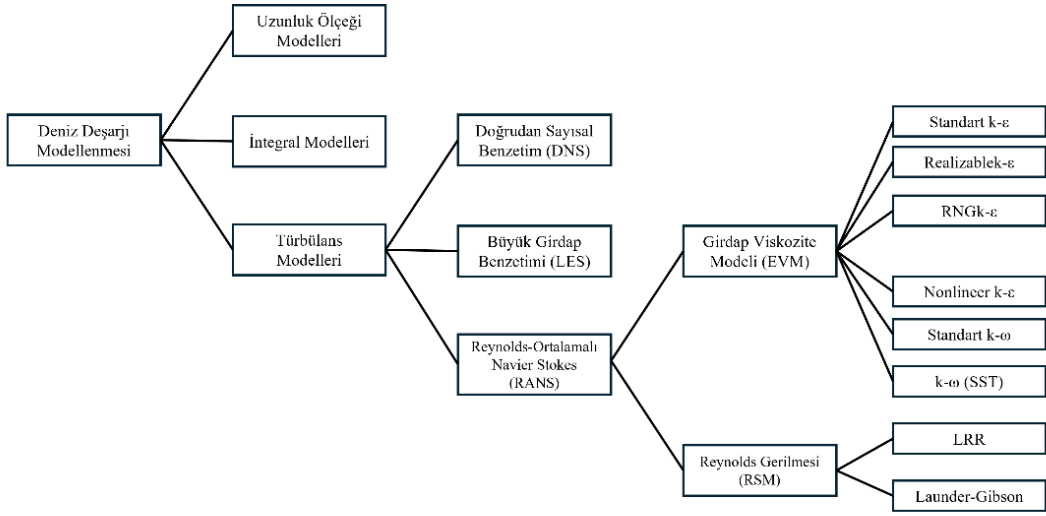 Deniz Deşarjı
Modellenmesi
Uzunluk Ölçeği
Modelleri
İntegral Modelleri
Türbülans
Modelleri
Doğrudan Sayısal
Benzetim (DNS)
Büyük Girdap
Benzetimi (LES)
Reynolds-Ortalamalı
Navier Stokes
(RANS)
Girdap Viskozite
Modeli (EVM)
Reynolds Gerilmesi
(RSM)
Standart k-ε
Realizablek-ε
RNGk-ε
Nonlineer k-ε
Standart k-ω
k-ω (SST)
LRR
Launder-Gibson